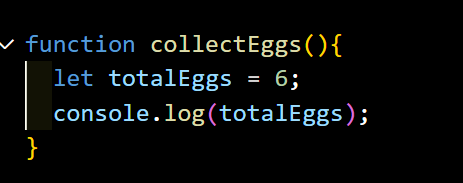 function collectEggs(){
let totalEggs = 6;
console.log(totalEggs);
}